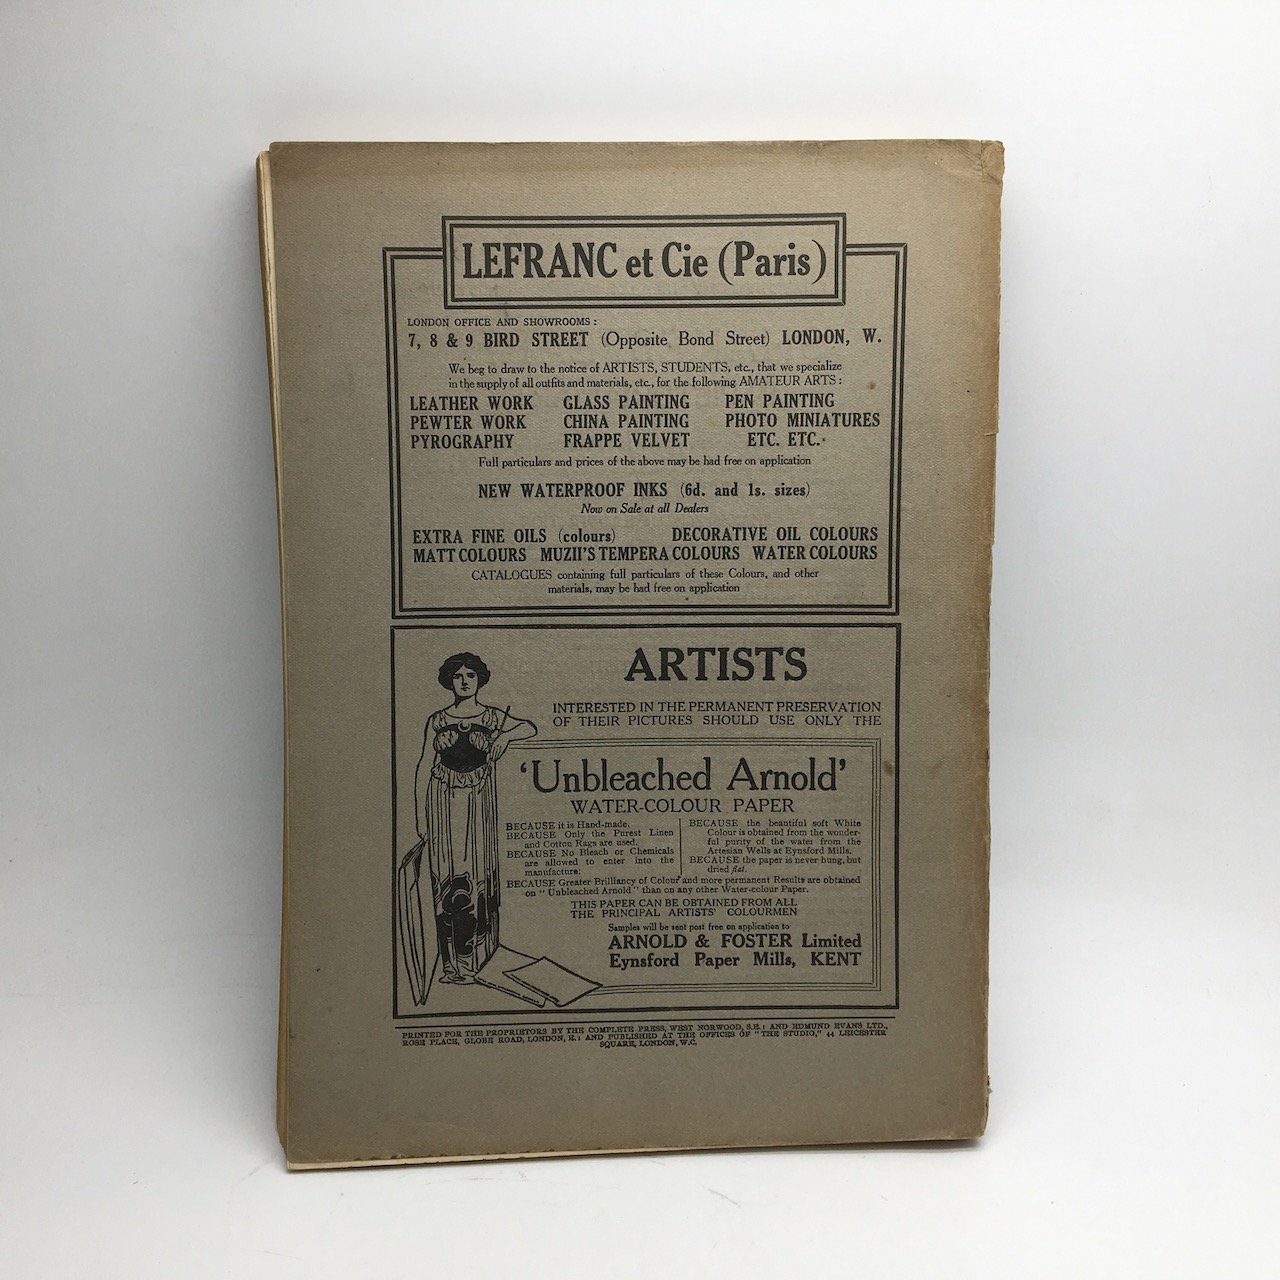 LEFRANC et Cie (Paris)
LONDON OFFICE AND SHOWROOMS:
7, 8 & 9 BIRD STREET (Opposite Bond Street) LONDON, W.
We beg to draw to the notice of ARTISTS, STUDENTS, etc., that we specialize
in the supply of all outfits and materials, etc., for the following AMATEUR ARTS:
LEATHER WORK GLASS PAINTING PEN PAINTING
PEWTER WORK CHINA PAINTING PHOTO MINIATURES
PYROGRAPHY FRAPPE VELVET ETC. ETC.
Full particulars and prices of the above may be had free on application
NEW WATERPROOF INKS (6d. and 1s. sizes)
Now on Sale at all Dealers
EXTRA FINE OILS (colours) DECORATIVE OIL COLOURS
MATT COLOURS MUZII'S TEMPERA COLOURS WATER COLOURS
CATALOGUES containing full particulars of these Colours, and other
materials, may be had free on application
ARTISTS
INTERESTED IN THE PERMANENT PRESERVATION
OF THEIR PICTURES SHOULD USE ONLY THE
'Unbleached Arnold'
WATER-COLOUR PAPER
BECAUSE it is Hand-made.
BECAUSE Only the Purest Linen
and Cotton Rags are used.
BECAUSE No Bleach or Chemicals
are allowed to enter into the
manufacture.
BECAUSE the beautiful soft White
Colour is obtained from the wonder-
ful purity of the water from the
Artesian Wells at Eynsford Mills.
BECAUSE the paper is never hung, but
dried flat.
BECAUSE Greater Brilliancy of Colour and more permanent Results are obtained
on "Unbleached Arnold" than on any other Water-colour Paper.
THIS PAPER CAN BE OBTAINED FROM ALL
THE PRINCIPAL ARTISTS' COLOURMEN
Samples will be sent post free on application to
ARNOLD & FOSTER Limited
Eynsford Paper Mills, KENT
PRINTED FOR THE PROPRIETORS BY THE COMPLETE PRESS, WEST NORWOOD, S.E.; AND EDMUND EVANS LTD.,
ROSE PLACE, GLOBE ROAD, LONDON, E.; AND PUBLISHED AT THE OFFICES OF "THE STUDIO," 44 LEICESTER
SQUARE, LONDON, W.C.